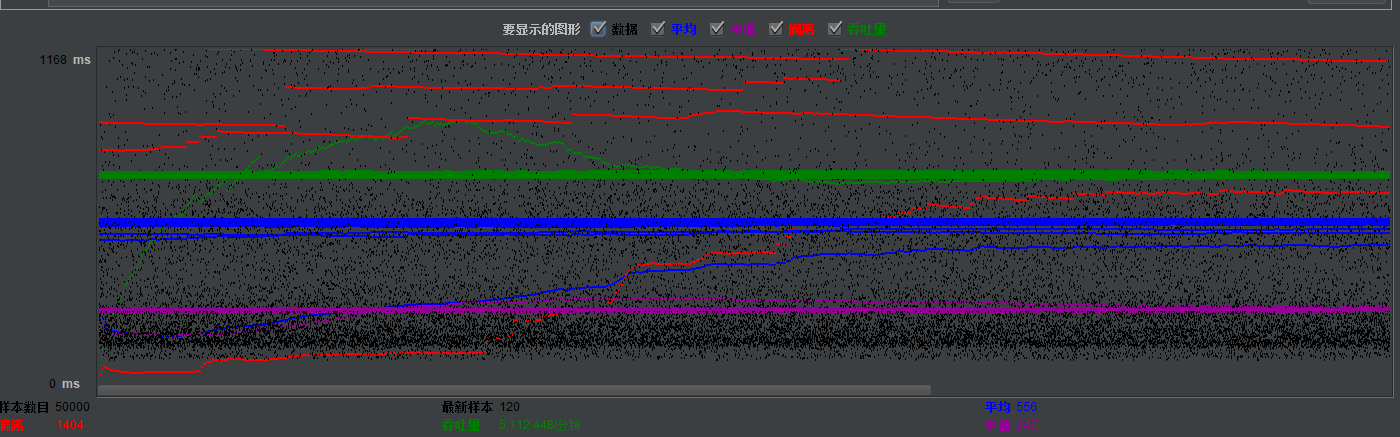 要显示的图形 数据 平均 中值 偏离 吞吐量
1168 ms
0 ms
样本数目 50000 最新样本 120 平均 556
偏离 1404 吞吐量 5,112.448/分钟 中值 245